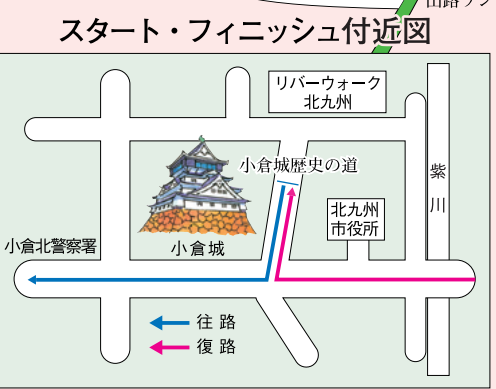 スタート・フィニッシュ付近図
リバーウォーク
北九州
小倉城歴史の道
紫川
北九州
市役所
小倉北警察署
小倉城
往路
復路